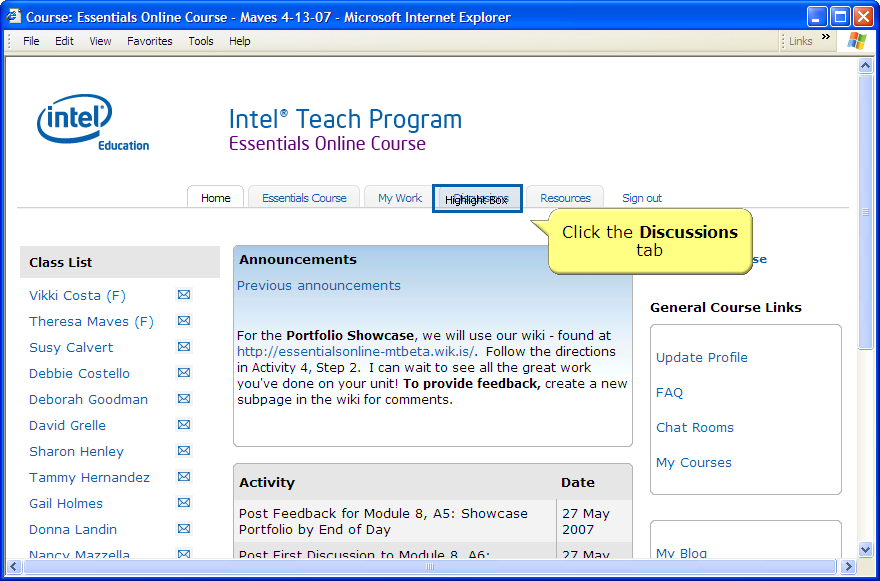 Course: Essentials Online Course - Maves 4-13-07 - Microsoft Internet Explorer
File Edit View Favorites Tools Help Links »
intel®
Education
Intel® Teach Program
Essentials Online Course
Home Essentials Course My Work Highlight Box Resources Sign out
Click the Discussions
tab
Class List
Vikki Costa (F)
Theresa Maves (F)
Susy Calvert
Debbie Costello
Deborah Goodman
David Grelle
Sharon Henley
Tammy Hernandez
Gail Holmes
Donna Landin
Nancy Mazzella
Announcements
Previous announcements
For the Portfolio Showcase, we will use our wiki - found at
http://essentialsonline-mtbeta.wik.is/. Follow the directions
in Activity 4, Step 2. I can wait to see all the great work
you've done on your unit! To provide feedback, create a new
subpage in the wiki for comments.
Activity Date
Post Feedback for Module 8, A5: Showcase 27 May
Portfolio by End of Day 2007
Post First Discussion to Module 8, A6: 27 May
General Course Links
Update Profile
FAQ
Chat Rooms
My Courses
My Blog